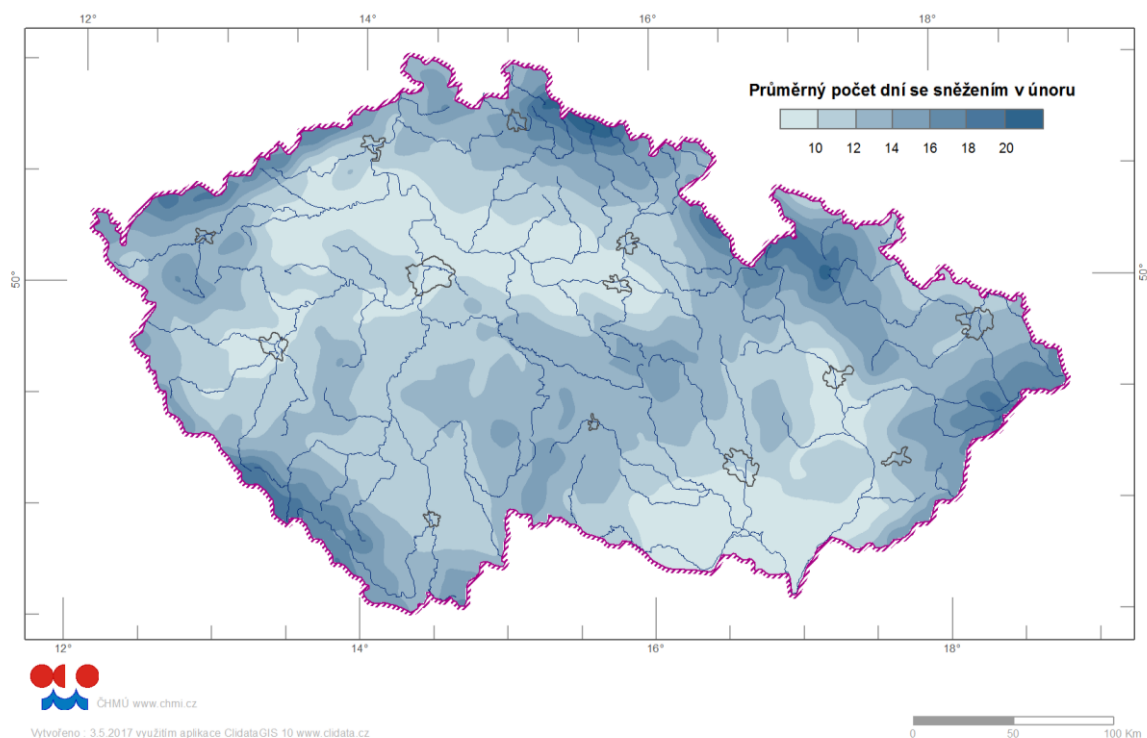 12° 14° 16° 18°
Průměrný počet dní se sněžením v únoru
10 12 14 16 18 20
50° 50°
12° 14° 16° 18°
ČHMÚ www.chmi.cz
Vytvořeno : 3.5.2017 využitím aplikace ClidataGIS 10 www.clidata.cz
0 50 100 Km